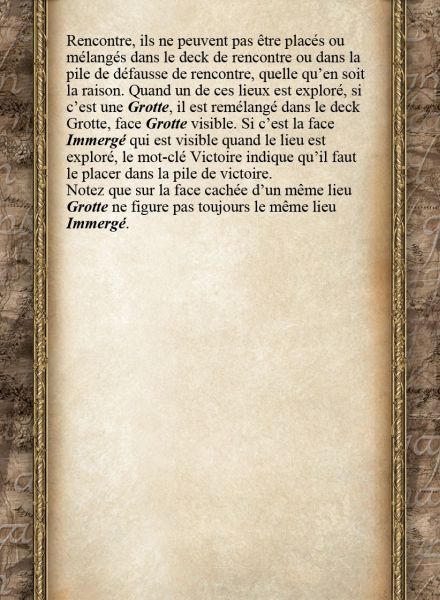 Rencontre, ils ne peuvent pas être placés ou
mélangés dans le deck de rencontre ou dans la
pile de défausse de rencontre, quelle qu’en soit
la raison. Quand un de ces lieux est exploré, si
c’est une Grotte, il est remélangé dans le deck
Grotte, face Grotte visible. Si c’est la face
Immergé qui est visible quand le lieu est
exploré, le mot-clé Victoire indique qu’il faut
le placer dans la pile de victoire.
Notez que sur la face cachée d’un même lieu
Grotte ne figure pas toujours le même lieu
Immergé.